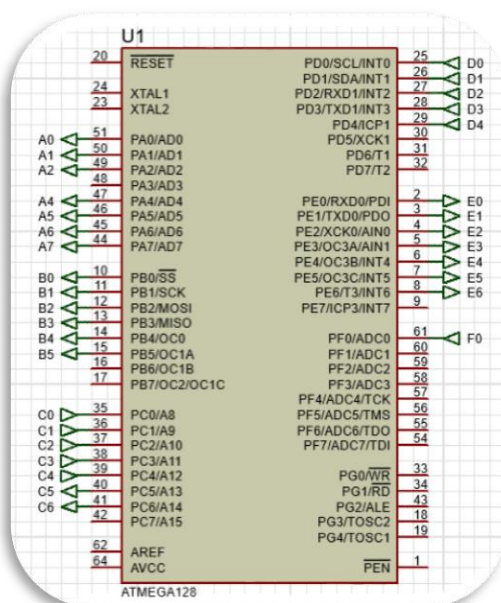 U1
20 RESET PD0/SCL/INT0 25 D0
PD1/SDA/INT1 26 D1
24 XTAL1 PD2/RXD1/INT2 27 D2
23 XTAL2 PD3/TXD1/INT3 28 D3
PD4/ICP1 29 D4
A0 51 PA0/AD0 PD5/XCK1 30
A1 50 PA1/AD1 PD6/T1 31
A2 49 PA2/AD2 PD7/T2 32
48 PA3/AD3
A4 47 PA4/AD4 PE0/RXD0/PDI 2 E0
A5 46 PA5/AD5 PE1/TXD0/PDO 3 E1
A6 45 PA6/AD6 PE2/XCK0/AIN0 4 E2
A7 44 PA7/AD7 PE3/OC3A/AIN1 5 E3
PE4/OC3B/INT4 6 E4
B0 10 PB0/SS PE5/OC3C/INT5 7 E5
B1 11 PB1/SCK PE6/T3/INT6 8 E6
B2 12 PB2/MOSI PE7/ICP3/INT7 9
B3 13 PB3/MISO
B4 14 PB4/OC0 PF0/ADC0 61 F0
B5 15 PB5/OC1A PF1/ADC1 60
16 PB6/OC1B PF2/ADC2 59
17 PB7/OC2/OC1C PF3/ADC3 58
PF4/ADC4/TCK 57
C0 35 PC0/A8 PF5/ADC5/TMS 56
C1 36 PC1/A9 PF6/ADC6/TDO 55
C2 37 PC2/A10 PF7/ADC7/TDI 54
C3 38 PC3/A11
C4 39 PC4/A12 PG0/WR 33
C5 40 PC5/A13 PG1/RD 34
C6 41 PC6/A14 PG2/ALE 43
42 PC7/A15 PG3/TOSC2 18
PG4/TOSC1 19
62 AREF
64 AVCC PEN 1
ATMEGA128